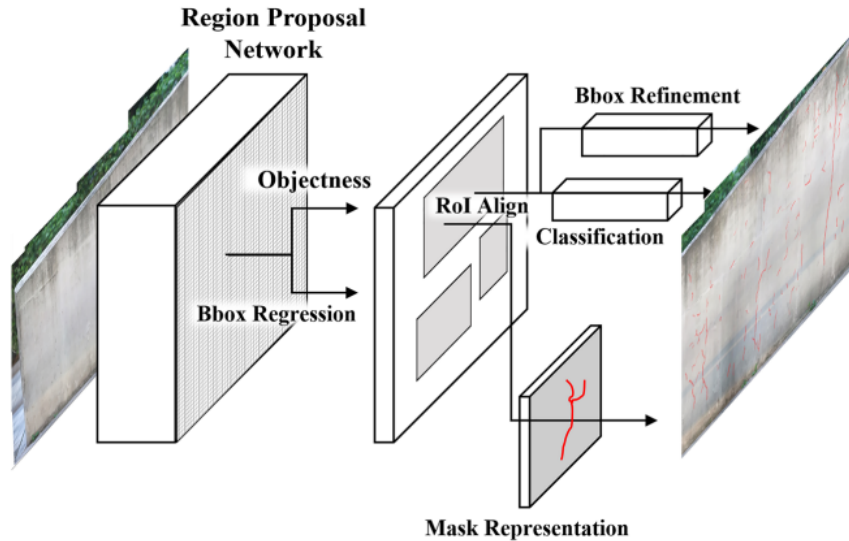 Region Proposal
Network
Objectness
Bbox Regression
RoI Align
Bbox Refinement
Classification
Mask Representation